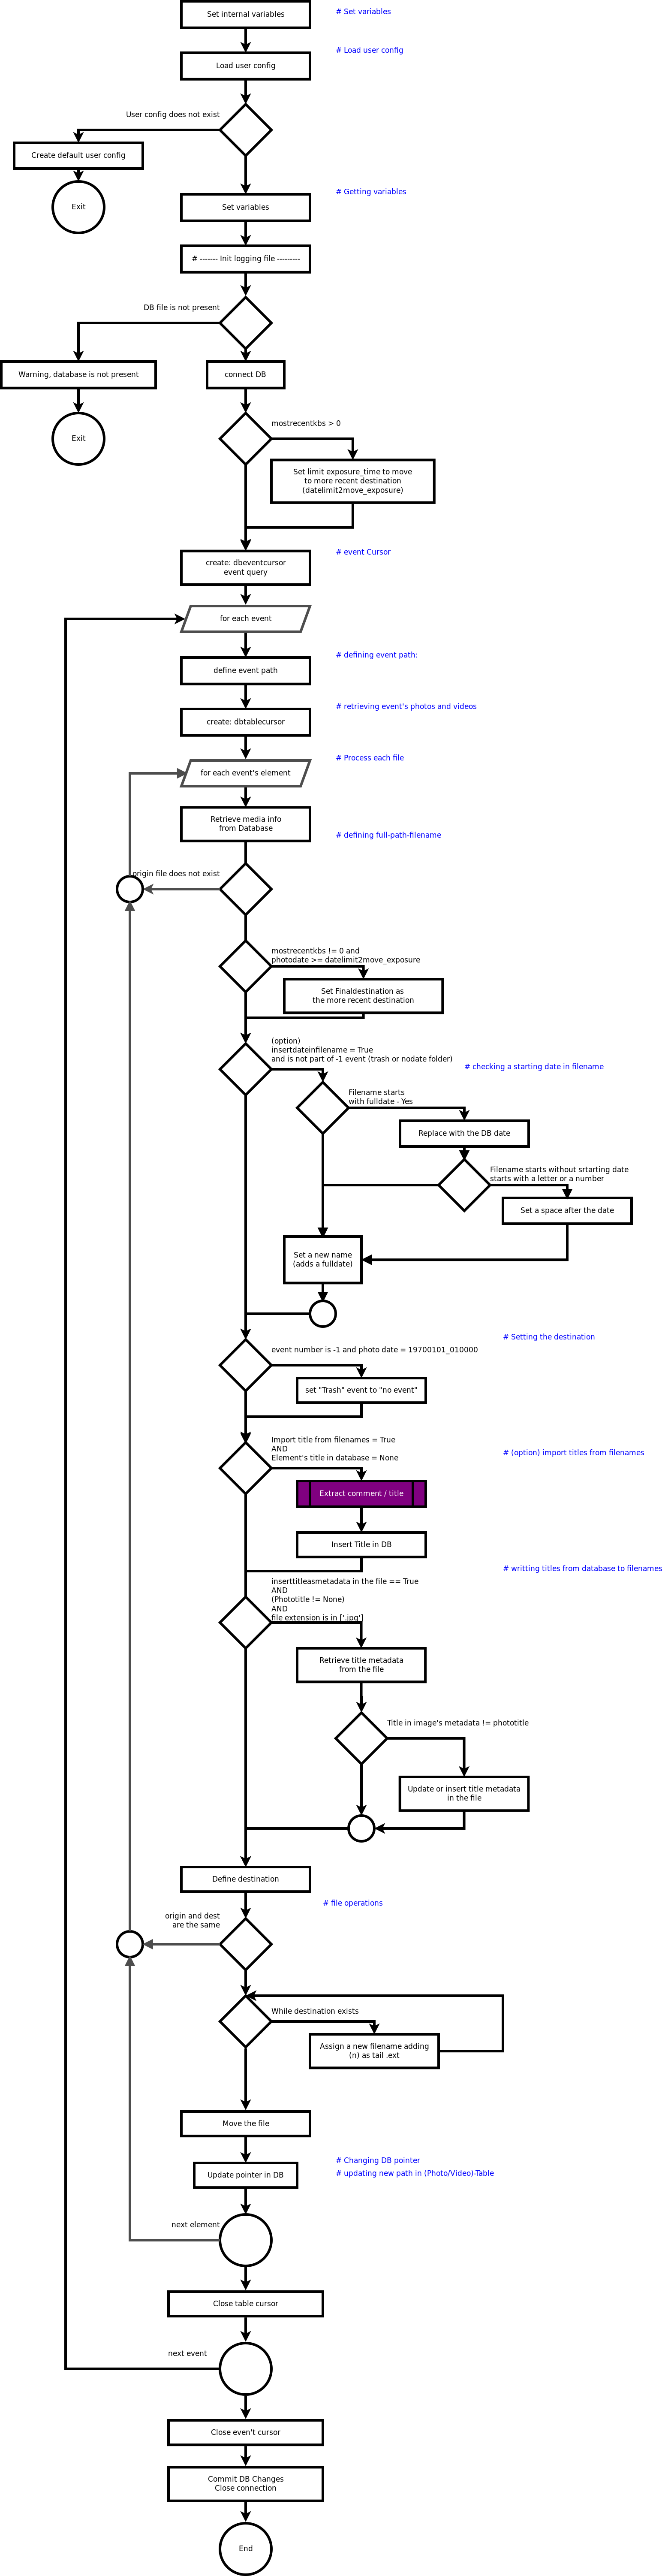 Set internal variables
# Set variables
# Load user config
Load user config
User config does not exist
Create default user config
Exit
# Getting variables
Set variables
# ------- Init logging file ---------
DB file is not present
Warning, database is not present
connect DB
Exit
mostrecentkbs > 0
Set limit exposure_time to move
to more recent destination
(datelimit2move_exposure)
# event Cursor
create: dbeventcursor
event query
for each event
# defining event path:
define event path
# retrieving event's photos and videos
create: dbtablecursor
# Process each file
for each event's element
Retrieve media info
from Database
# defining full-path-filename
origin file does not exist
mostrecentkbs != 0 and
photodate >= datelimit2move_exposure
Set Finaldestination as
the more recent destination
(option)
insertdateinfilename = True
and is not part of -1 event (trash or nodate folder)
# checking a starting date in filename
Filename starts
with fulldate - Yes
Replace with the DB date
Filename starts without srtarting date
starts with a letter or a number
Set a space after the date
Set a new name
(adds a fulldate)
# Setting the destination
event number is -1 and photo date = 19700101_010000
set "Trash" event to "no event"
Import title from filenames = True
AND
Element's title in database = None
# (option) import titles from filenames
Extract comment / title
Insert Title in DB
# writting titles from database to filenames
inserttitleasmetadata in the file == True
AND
(Phototitle != None)
AND
file extension is in ['.jpg']
Retrieve title metadata
from the file
Title in image's metadata != phototitle
Update or insert title metadata
in the file
Define destination
# file operations
origin and dest
are the same
While destination exists
Assign a new filename adding
(n) as tail .ext
Move the file
# Changing DB pointer
# updating new path in (Photo/Video)-Table
Update pointer in DB
next element
Close table cursor
next event
Close even't cursor
Commit DB Changes
Close connection
End